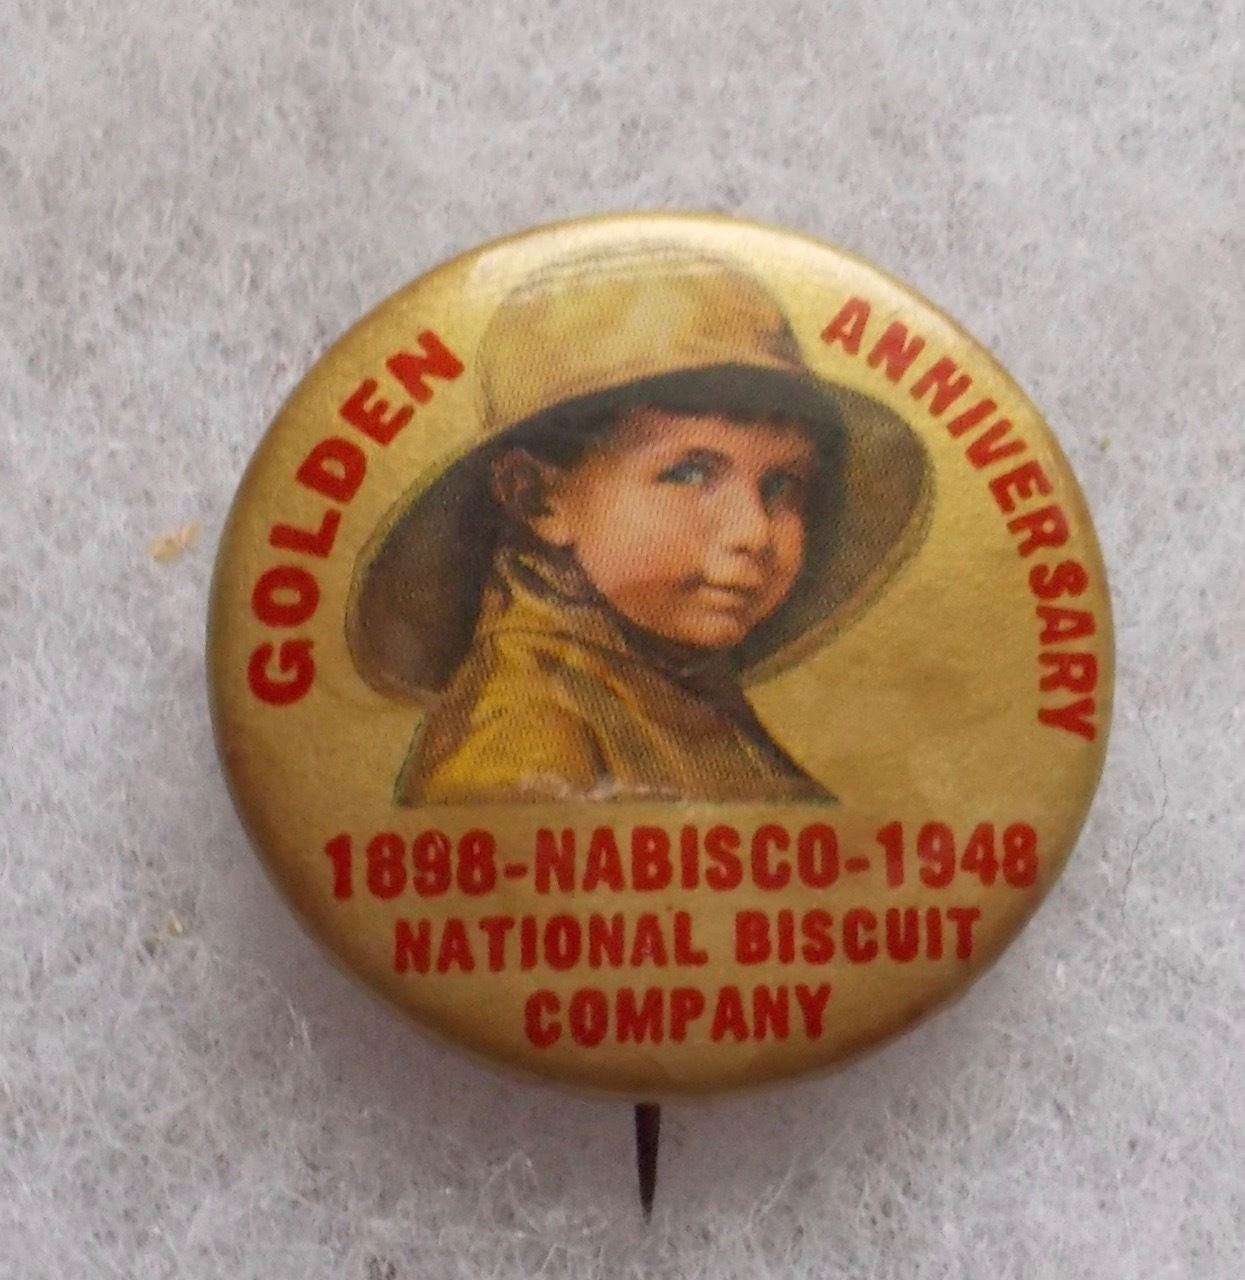 GOLDEN ANNIVERSARY
1898-NABISCO-1948
NATIONAL BISCUIT
COMPANY